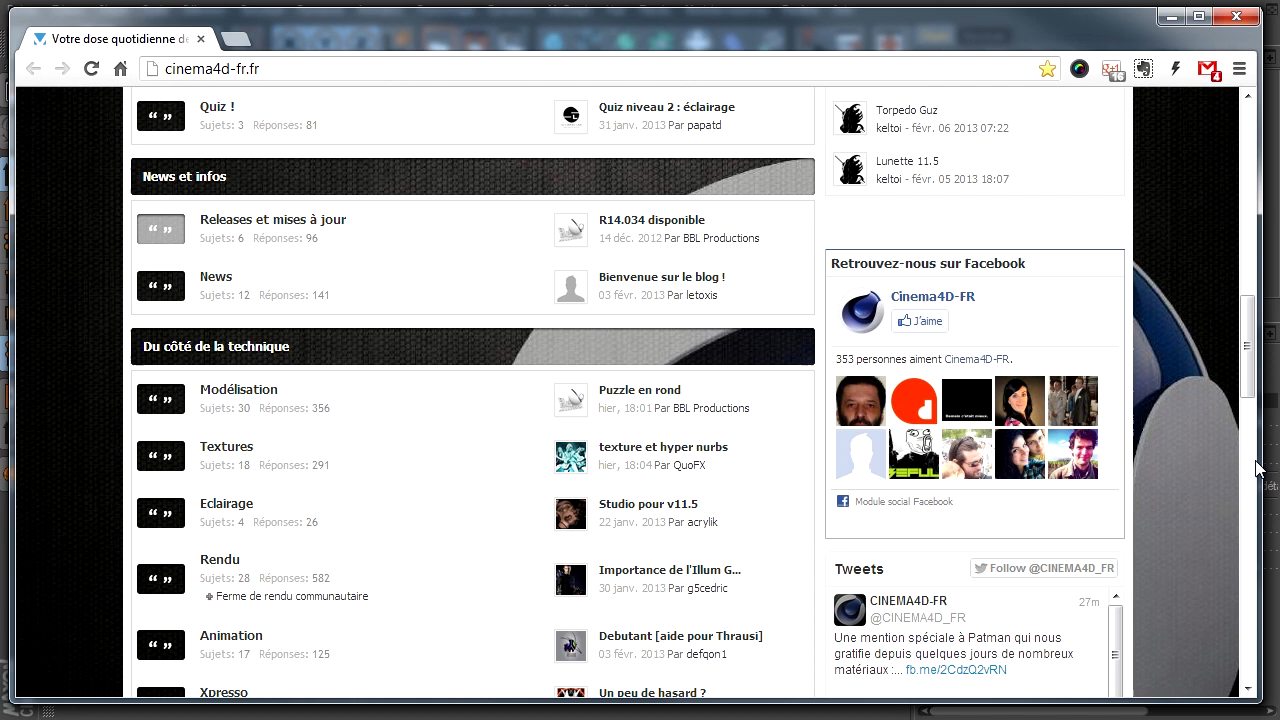 Votre dose quotidienne de
cinema4d-fr.fr
16
4
Quiz !
Sujets: 3 Réponses: 81
Quiz niveau 2 : éclairage
31 janv. 2013 Par papatd
News et infos
Releases et mises à jour
Sujets: 6 Réponses: 96
R14.034 disponible
14 déc. 2012 Par BBL Productions
News
Sujets: 12 Réponses: 141
Bienvenue sur le blog !
03 févr. 2013 Par letoxis
Du côté de la technique
Modélisation
Sujets: 30 Réponses: 356
Puzzle en rond
hier, 18:01 Par BBL Productions
Textures
Sujets: 18 Réponses: 291
texture et hyper nurbs
hier, 18:04 Par QuoFX
Eclairage
Sujets: 4 Réponses: 26
Studio pour v11.5
22 janv. 2013 Par acrylik
Rendu
Sujets: 28 Réponses: 582
Ferme de rendu communautaire
Importance de l'Illum G...
30 janv. 2013 Par g5cedric
Animation
Sujets: 17 Réponses: 125
Debutant [aide pour Thrausi]
03 févr. 2013 Par defqon1
Xpresso
Un peu de hasard ?
Torpedo Guz
keltoi - févr. 06 2013 07:22
Lunette 11.5
keltoi - févr. 05 2013 18:07
Retrouvez-nous sur Facebook
Cinema4D-FR
J'aime
353 personnes aiment Cinema4D-FR.
Module social Facebook
Tweets
Follow @CINEMA4D_FR
CINEMA4D-FR
27m
@CINEMA4D_FR
Une mention spéciale à Patman qui nous
gratifie depuis quelques jours de nombreux
matériaux :... fb.me/2CdzQ2vRN